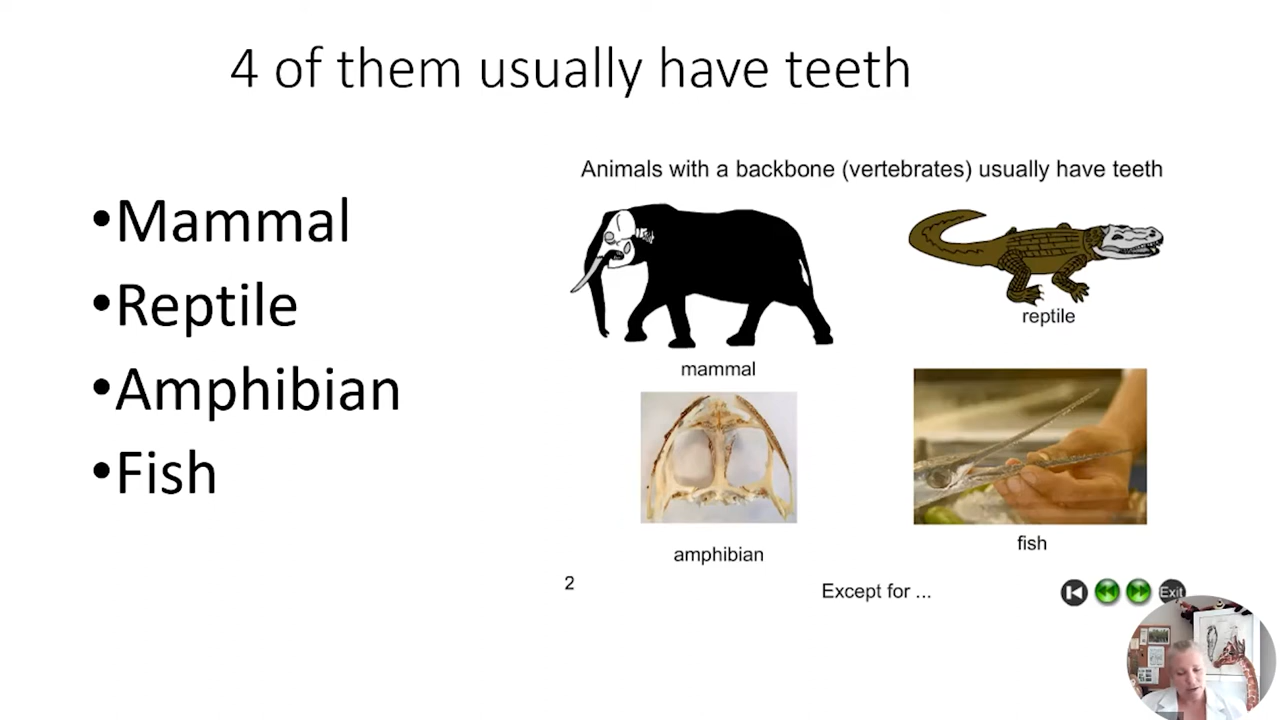 4 of them usually have teeth
•Mammal
•Reptile
•Amphibian
•Fish
Animals with a backbone (vertebrates) usually have teeth
mammal
reptile
amphibian
fish
2
Except for ...
Exit